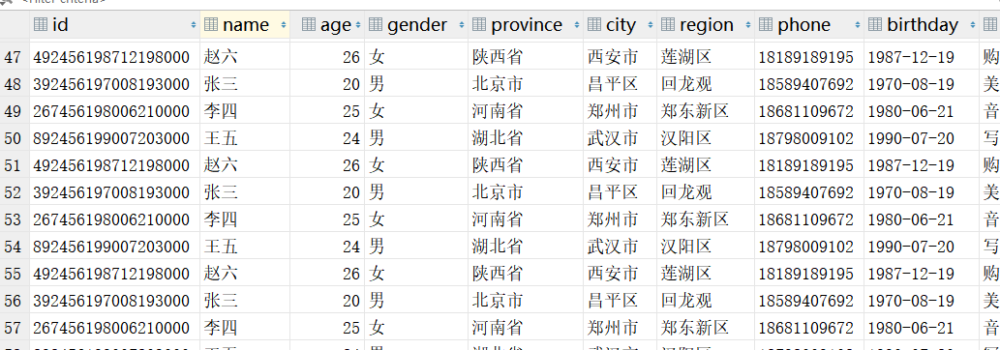 id name age gender province city region phone birthday
47 492456198712198000 赵六 26 女 陕西省 西安市 莲湖区 18189189195 1987-12-19 购
48 392456197008193000 张三 20 男 北京市 昌平区 回龙观 18589407692 1970-08-19 美
49 267456198006210000 李四 25 女 河南省 郑州市 郑东新区 18681109672 1980-06-21 音
50 892456199007203000 王五 24 男 湖北省 武汉市 汉阳区 18798009102 1990-07-20 写
51 492456198712198000 赵六 26 女 陕西省 西安市 莲湖区 18189189195 1987-12-19 购
52 392456197008193000 张三 20 男 北京市 昌平区 回龙观 18589407692 1970-08-19 美
53 267456198006210000 李四 25 女 河南省 郑州市 郑东新区 18681109672 1980-06-21 音
54 892456199007203000 王五 24 男 湖北省 武汉市 汉阳区 18798009102 1990-07-20 写
55 492456198712198000 赵六 26 女 陕西省 西安市 莲湖区 18189189195 1987-12-19 购
56 392456197008193000 张三 20 男 北京市 昌平区 回龙观 18589407692 1970-08-19 美
57 267456198006210000 李四 25 女 河南省 郑州市 郑东新区 18681109672 1980-06-21 音